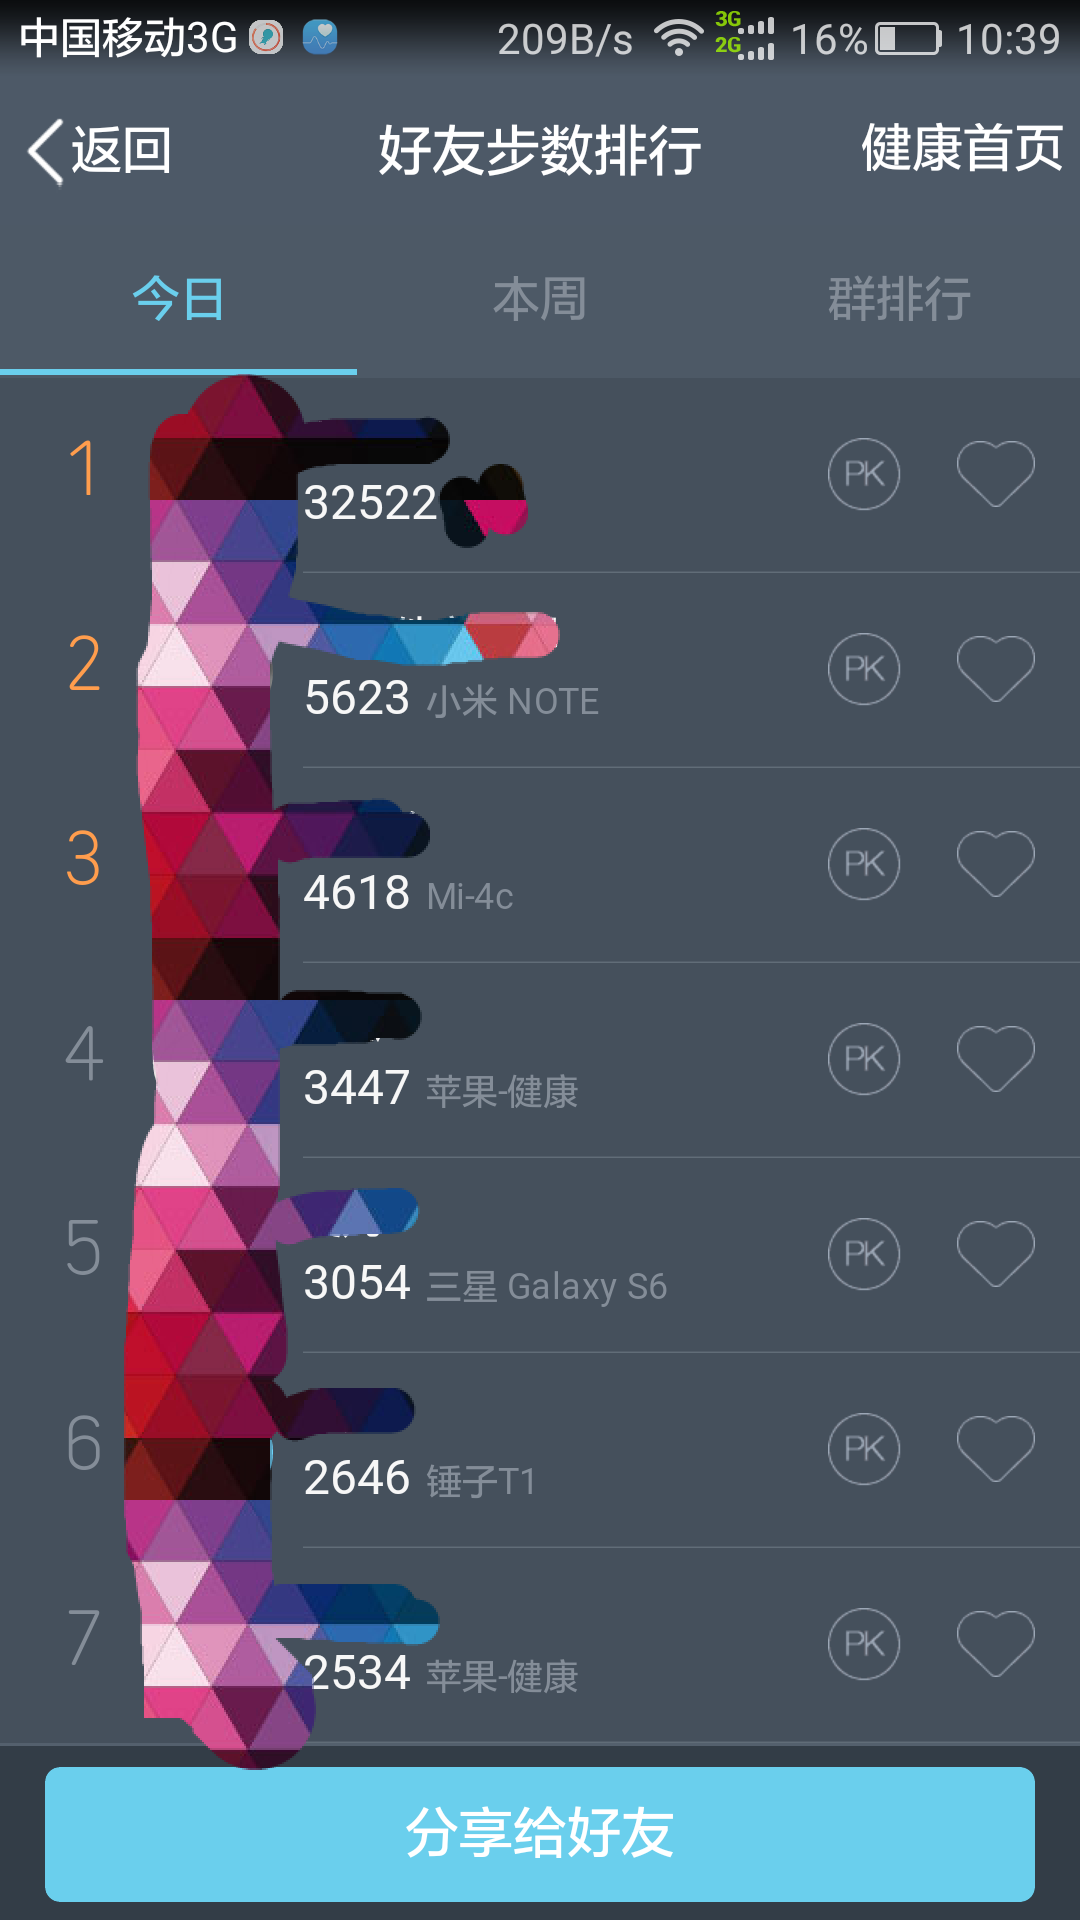 中国移动3G 209B/s 3G 2G 16% 10:39
返回 好友步数排行 健康首页
今日 本周 群排行
1 32522 PK
2 5623 小米 NOTE PK
3 4618 Mi-4c PK
4 3447 苹果-健康 PK
5 3054 三星 Galaxy S6 PK
6 2646 锤子T1 PK
7 2534 苹果-健康 PK
分享给好友